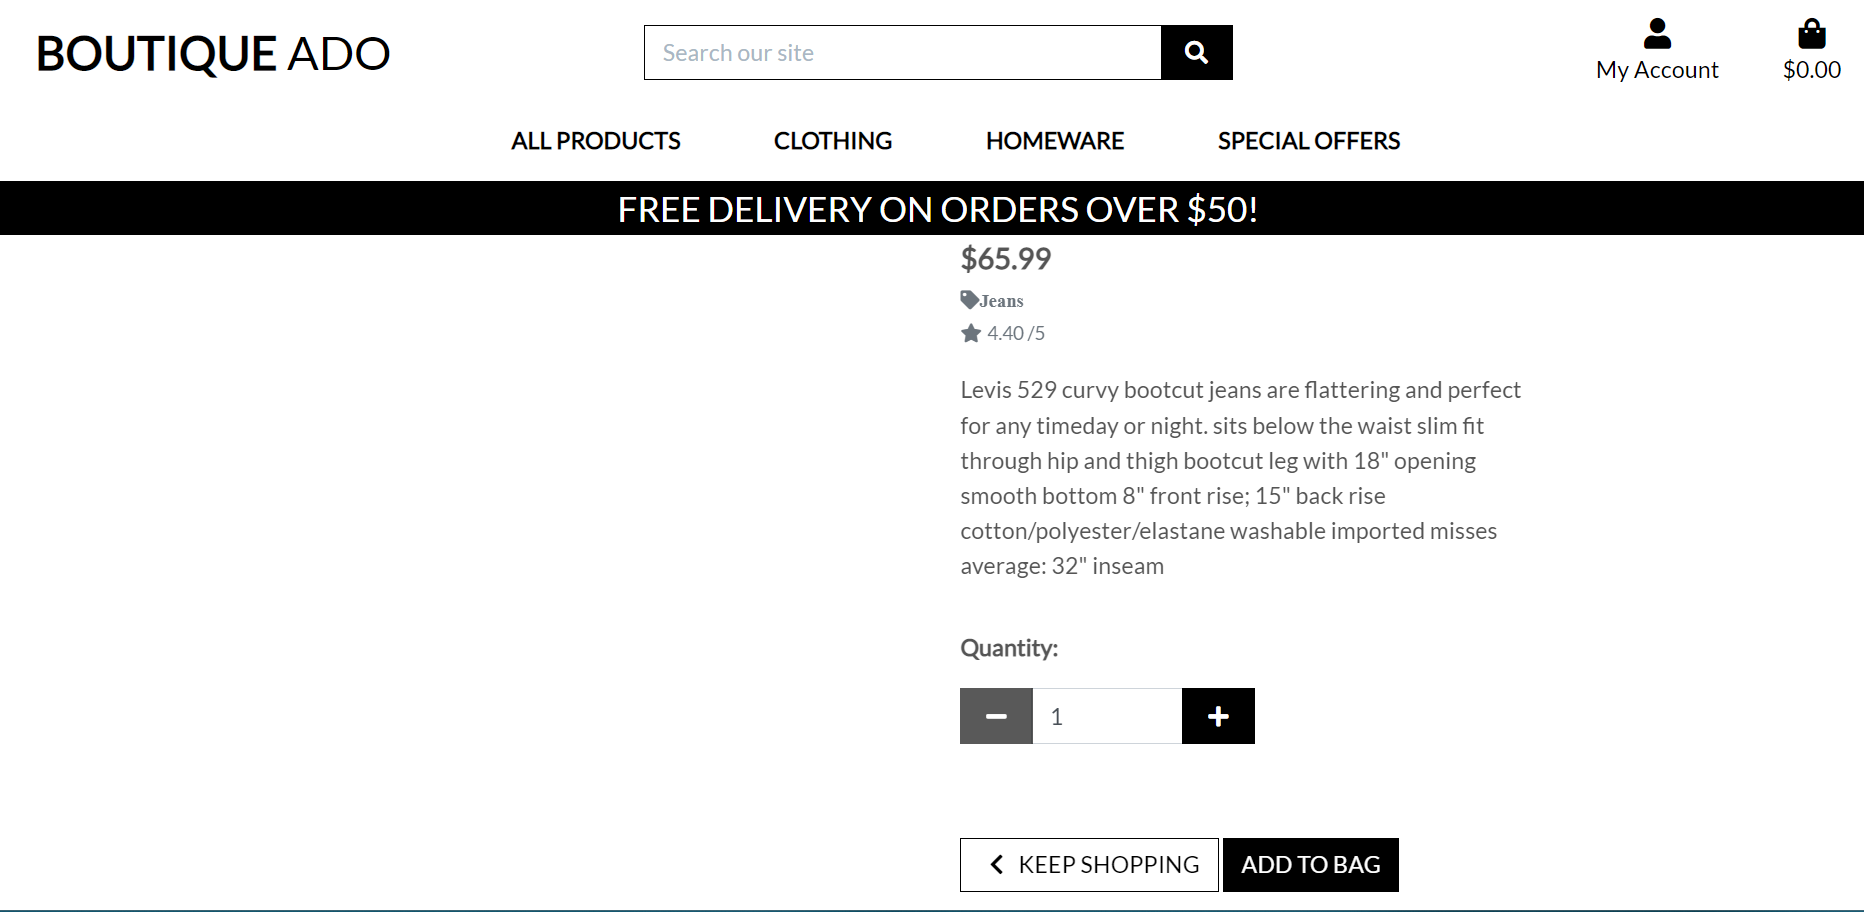 BOUTIQUE ADO
Search our site
My Account
$0.00
ALL PRODUCTS
CLOTHING
HOMEWARE
SPECIAL OFFERS
FREE DELIVERY ON ORDERS OVER $50!
$65.99
Jeans
4.40 /5
Levis 529 curvy bootcut jeans are flattering and perfect
for any timeday or night. sits below the waist slim fit
through hip and thigh bootcut leg with 18" opening
smooth bottom 8" front rise; 15" back rise
cotton/polyester/elastane washable imported misses
average: 32" inseam
Quantity:
1
KEEP SHOPPING
ADD TO BAG